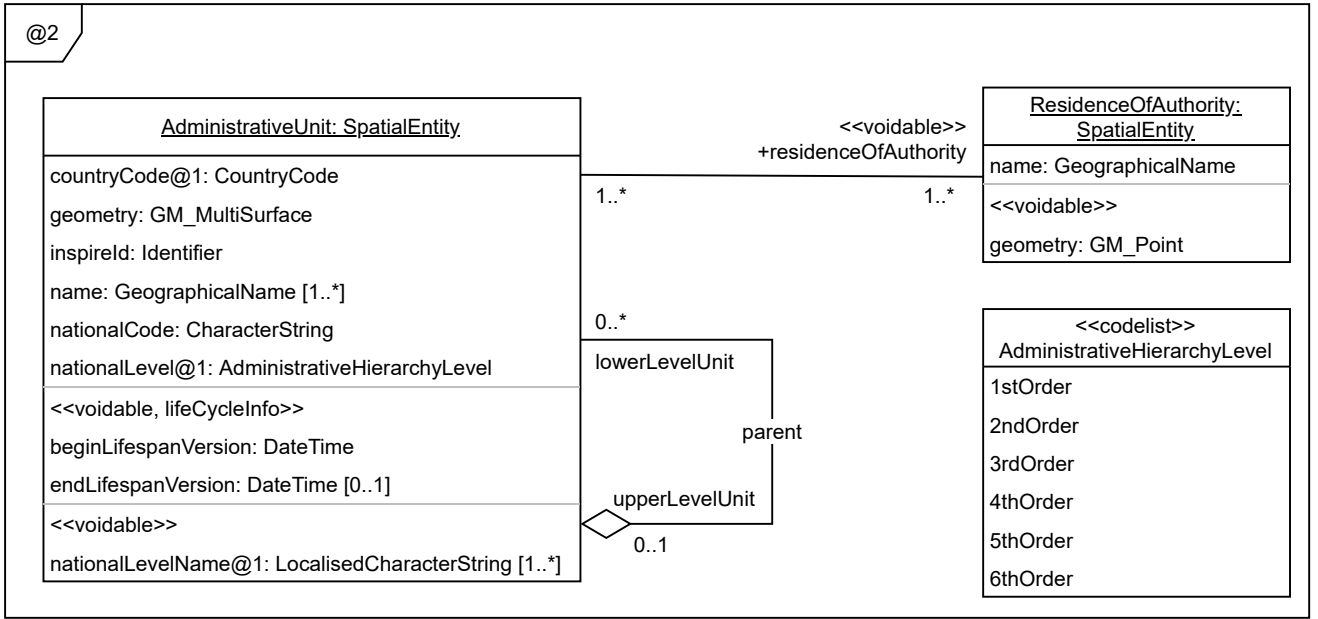 @2
AdministrativeUnit: SpatialEntity
countryCode@1: CountryCode
geometry: GM_MultiSurface
inspireId: Identifier
name: GeographicalName [1..*]
nationalCode: CharacterString
nationalLevel@1: AdministrativeHierarchyLevel
<<voidable, lifeCycleInfo>>
beginLifespanVersion: DateTime
endLifespanVersion: DateTime [0..1]
<<voidable>>
nationalLevelName@1: LocalisedCharacterString [1..*]
<<voidable>>
+residenceOfAuthority
1..*
1..*
0..*
lowerLevelUnit
parent
upperLevelUnit
0..1
ResidenceOfAuthority:
SpatialEntity
name: GeographicalName
<<voidable>>
geometry: GM_Point
<<codelist>>
AdministrativeHierarchyLevel
1stOrder
2ndOrder
3rdOrder
4thOrder
5thOrder
6thOrder